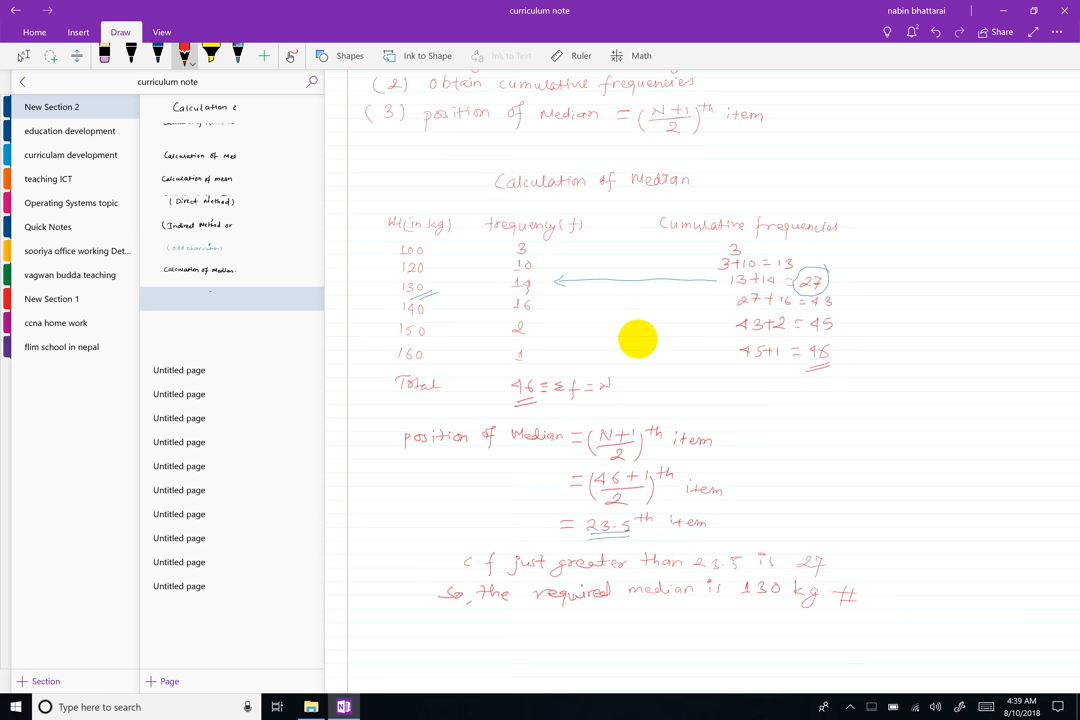 curriculum note
nabin bhattarai
Home
Insert
Draw
View
Share
Shapes
Ink to Shape
Ink to Text
Ruler
Math
curriculum note
New Section 2
education development
curriculam development
teaching ICT
Operating Systems topic
Quick Notes
sooriya office working Det...
vagwan budda teaching
New Section 1
ccna home work
flim school in nepal
Section
Calculation of Mea
Calculation of mean
(Direct Method)
(Indirect Method or
(odd observation)
Calculation of Median.
Untitled page
Untitled page
Untitled page
Untitled page
Untitled page
Untitled page
Untitled page
Untitled page
Untitled page
Untitled page
Page
(2) obtain cumulative frequencies
(3) position of Median = (N+1/2)th item
Calculation of Median
Wt(in kg) frequency(f) Cumulative frequencies
100 3 3
120 10 3+10=13
130 14 13+14 = 27
140 16 27+16 = 43
150 2 43+2 = 45
160 1 45+1 = 46
Total 46 = Σf = N
position of Median = (N+1/2)th item
= (46+1/2)th item
= 23.5th item
c.f just greater than 23.5 is 27
So, the required median is 130 kg #
Type here to search
4:39 AM
8/10/2018